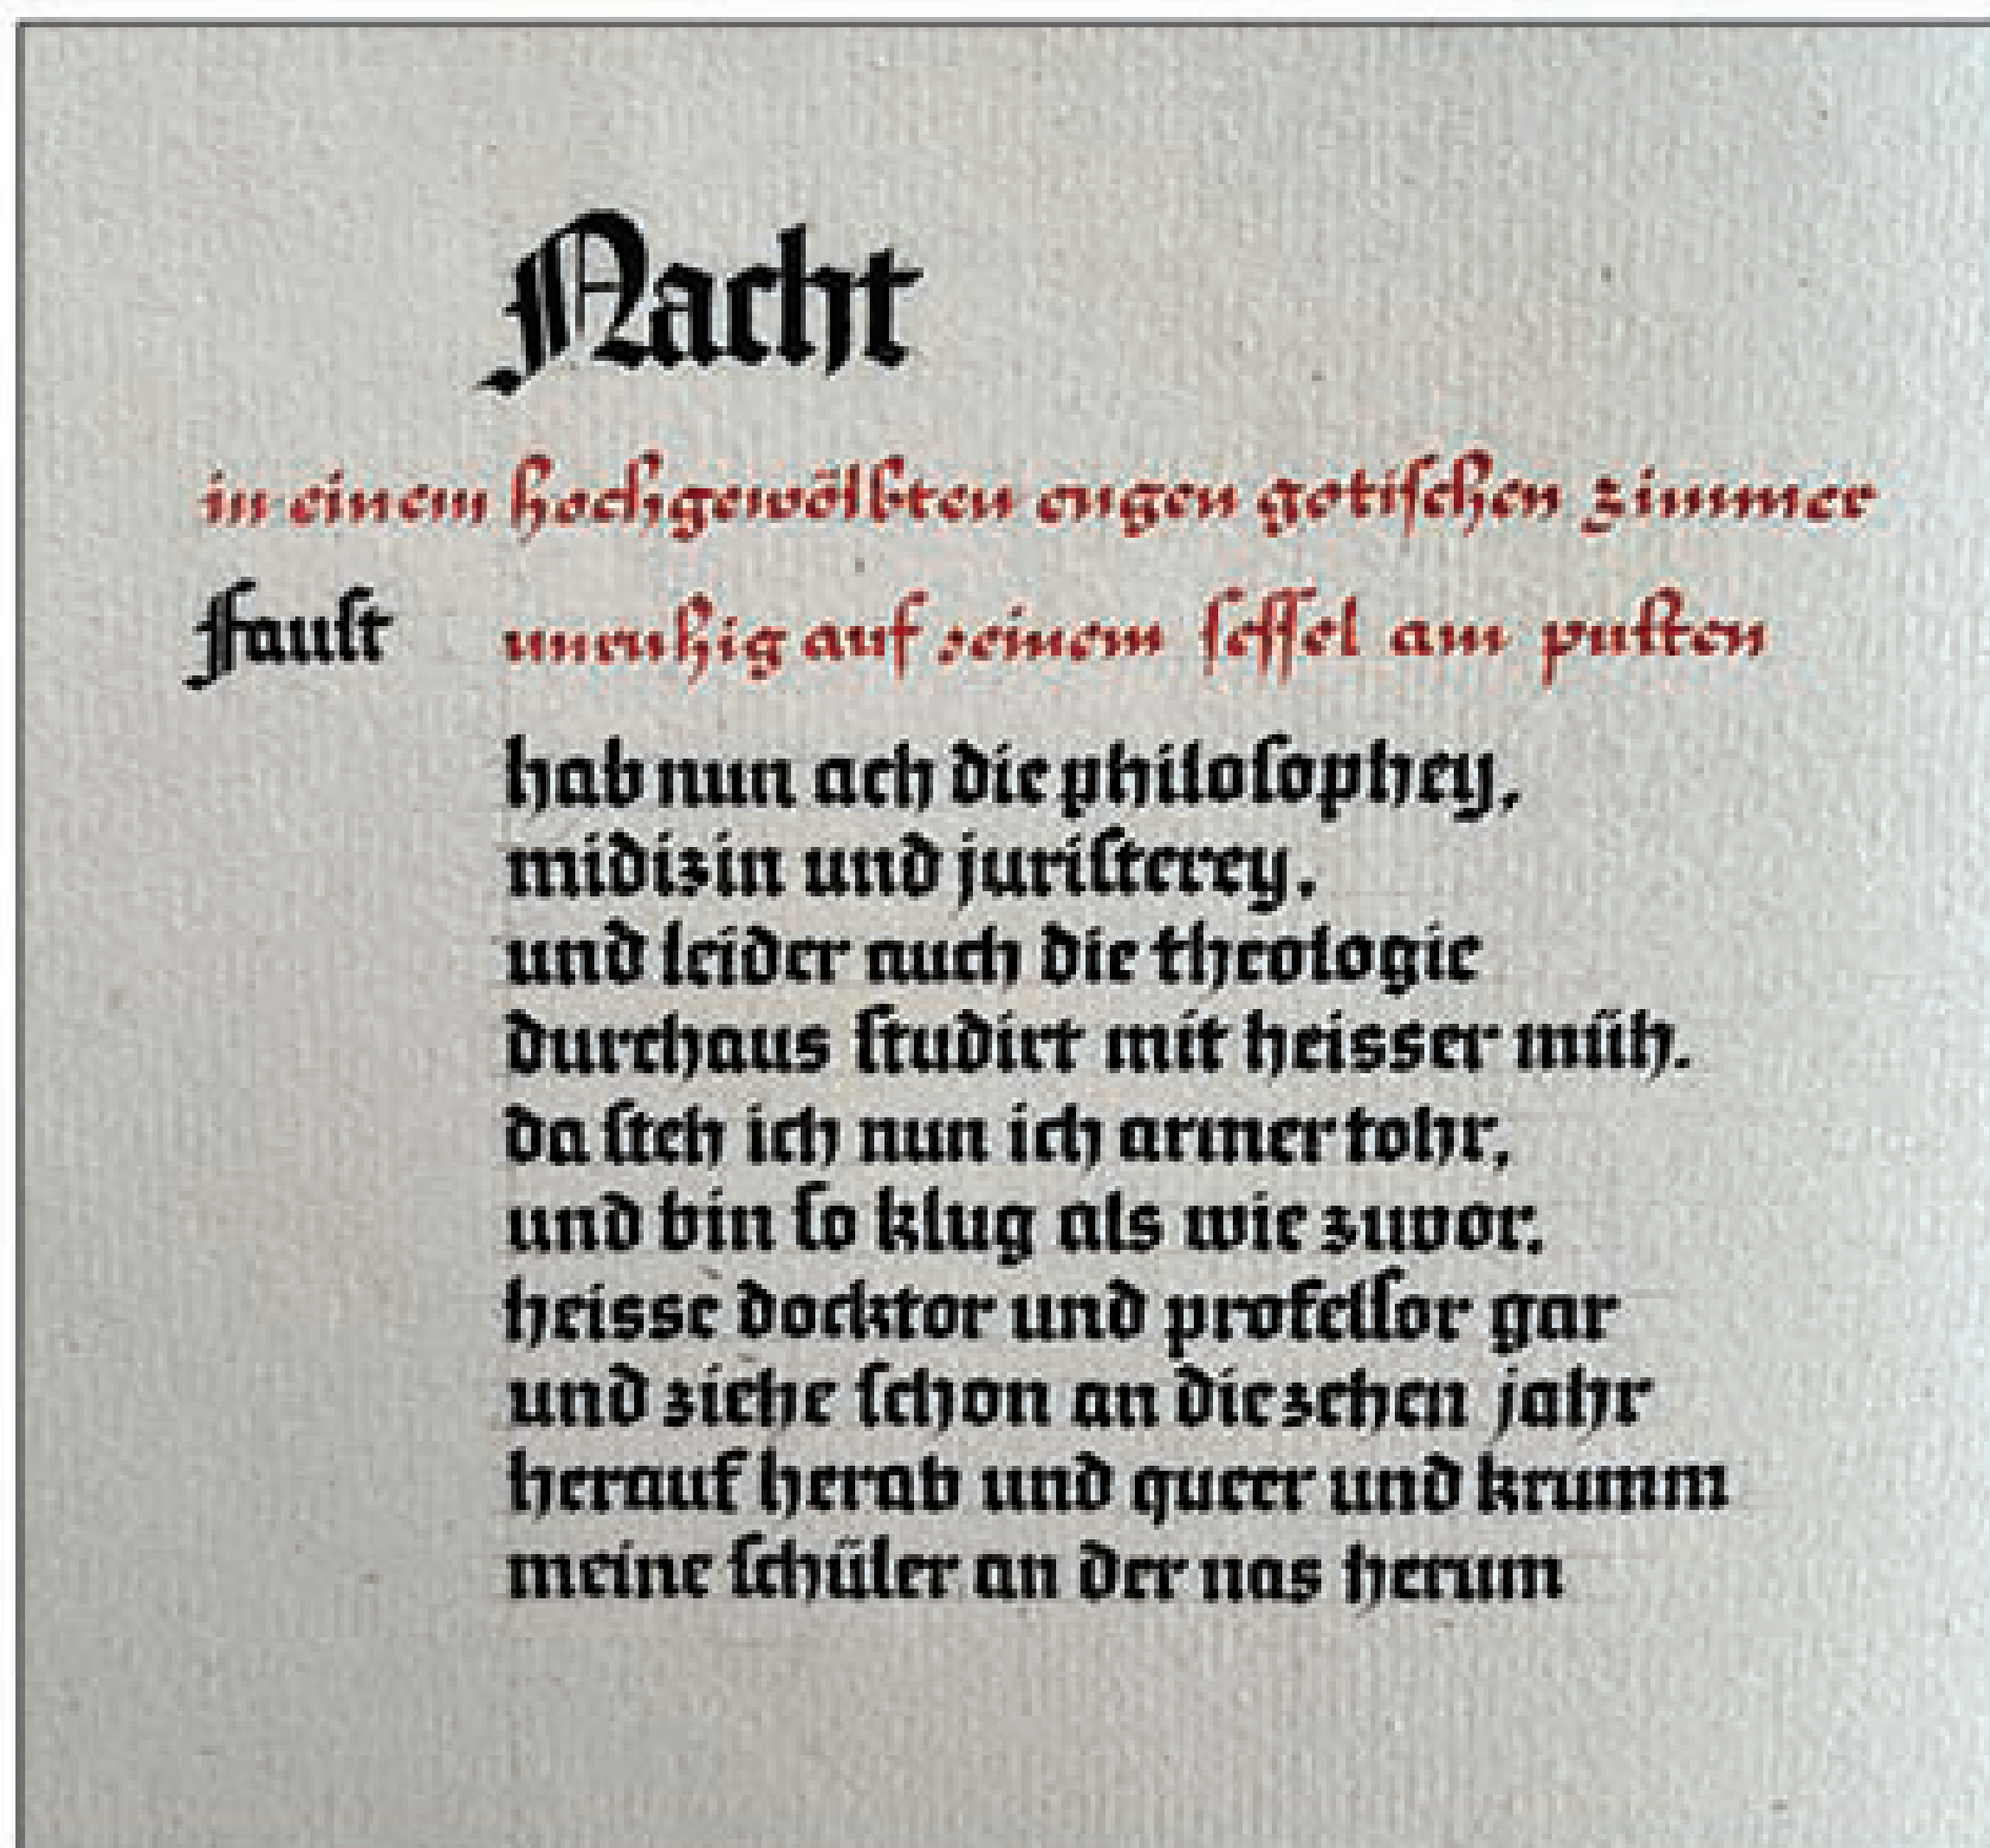 Nacht
in einem hochgewölbten engen gotiſchen zimmer
Fauſt unruhig auf seinem ſeſſel am pulten
hab nun ach die philoſophey,
midizin und juriſterey.
und leider auch die theologie
durchaus ſtudirt mit heisser müh.
da ſteh ich nun ich armer tohr,
und bin ſo klug als wie zuvor.
heisse docktor und profeſſor gar
und ziehe ſchon an die zehen jahr
herauf herab und queer und krumm
meine ſchüler an der nas herum